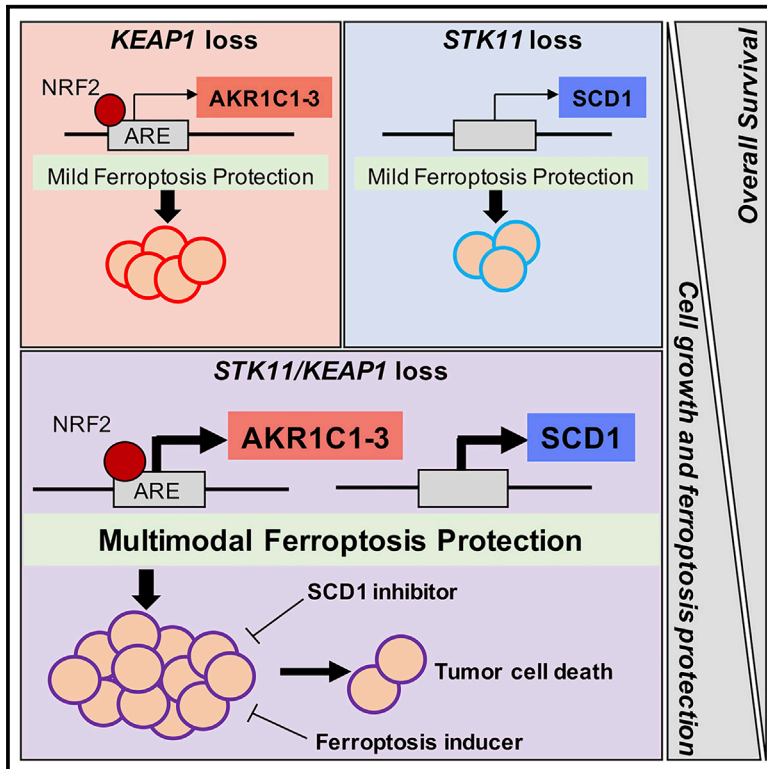 KEAP1 loss
NRF2
AKR1C1-3
ARE
Mild Ferroptosis Protection
STK11 loss
SCD1
Mild Ferroptosis Protection
STK11/KEAP1 loss
NRF2
AKR1C1-3
SCD1
ARE
Multimodal Ferroptosis Protection
SCD1 inhibitor
Tumor cell death
Ferroptosis inducer
Overall Survival
Cell growth and ferroptosis protection